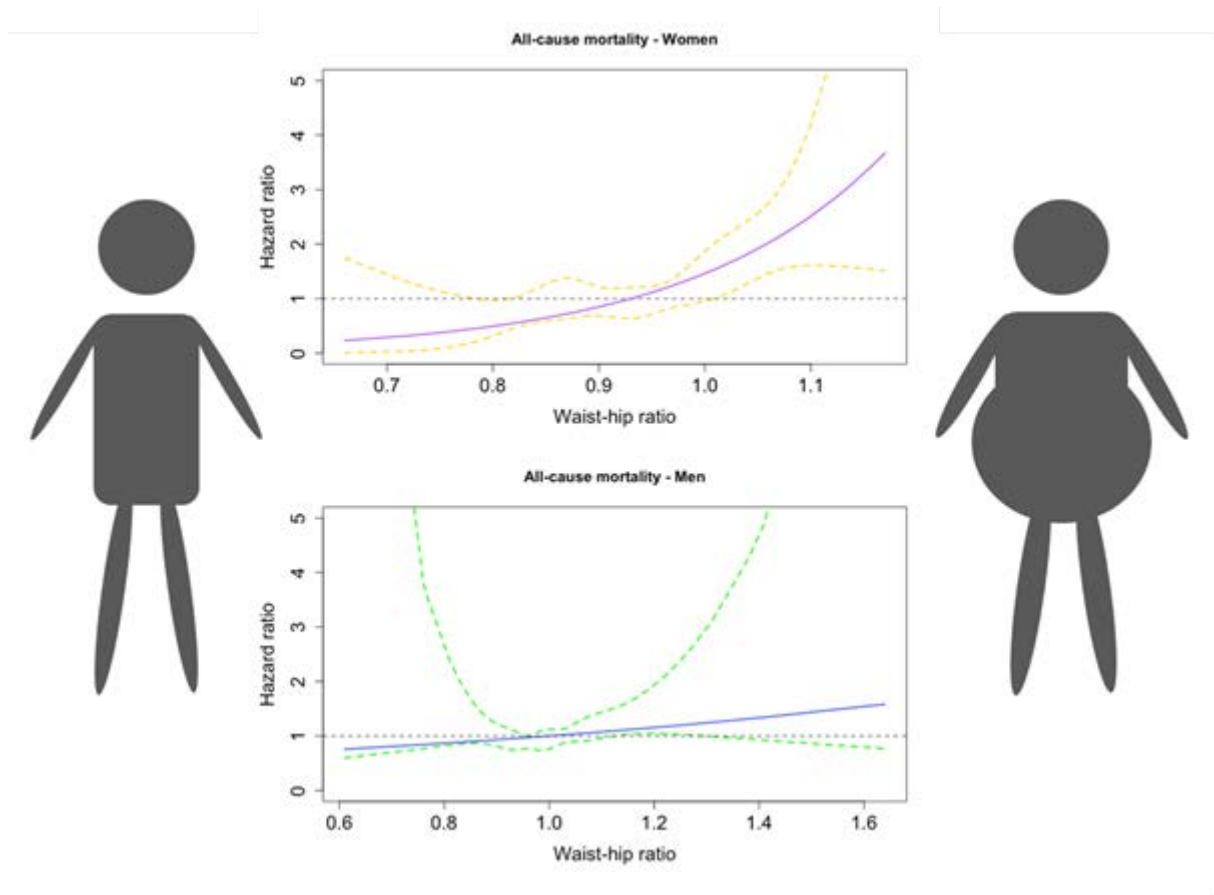 All-cause mortality - Women
Hazard ratio
5
4
3
2
1
0
0.7 0.8 0.9 1.0 1.1
Waist-hip ratio
All-cause mortality - Men
Hazard ratio
5
4
3
2
1
0
0.6 0.8 1.0 1.2 1.4 1.6
Waist-hip ratio